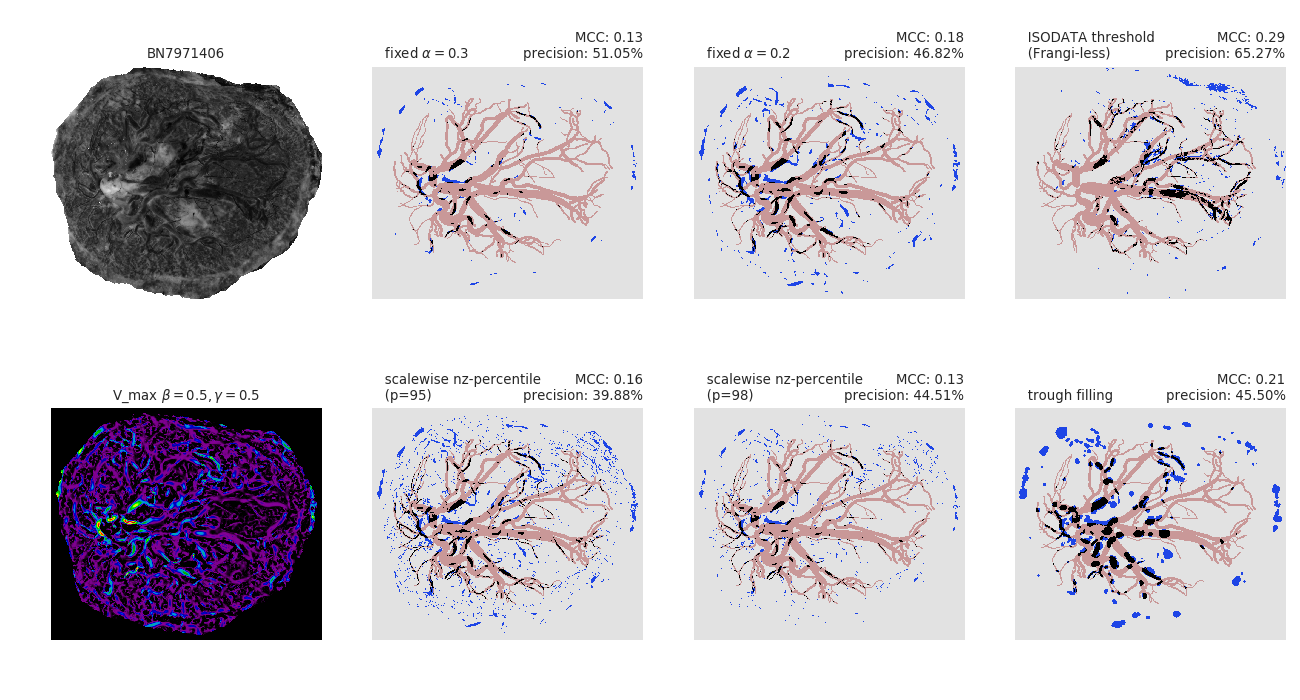 BN7971406
MCC: 0.13
fixed α = 0.3 precision: 51.05%
MCC: 0.18
fixed α = 0.2 precision: 46.82%
ISODATA threshold MCC: 0.29
(Frangi-less) precision: 65.27%
V_max β = 0.5, γ = 0.5
scalewise nz-percentile MCC: 0.16
(p=95) precision: 39.88%
scalewise nz-percentile MCC: 0.13
(p=98) precision: 44.51%
MCC: 0.21
trough filling precision: 45.50%